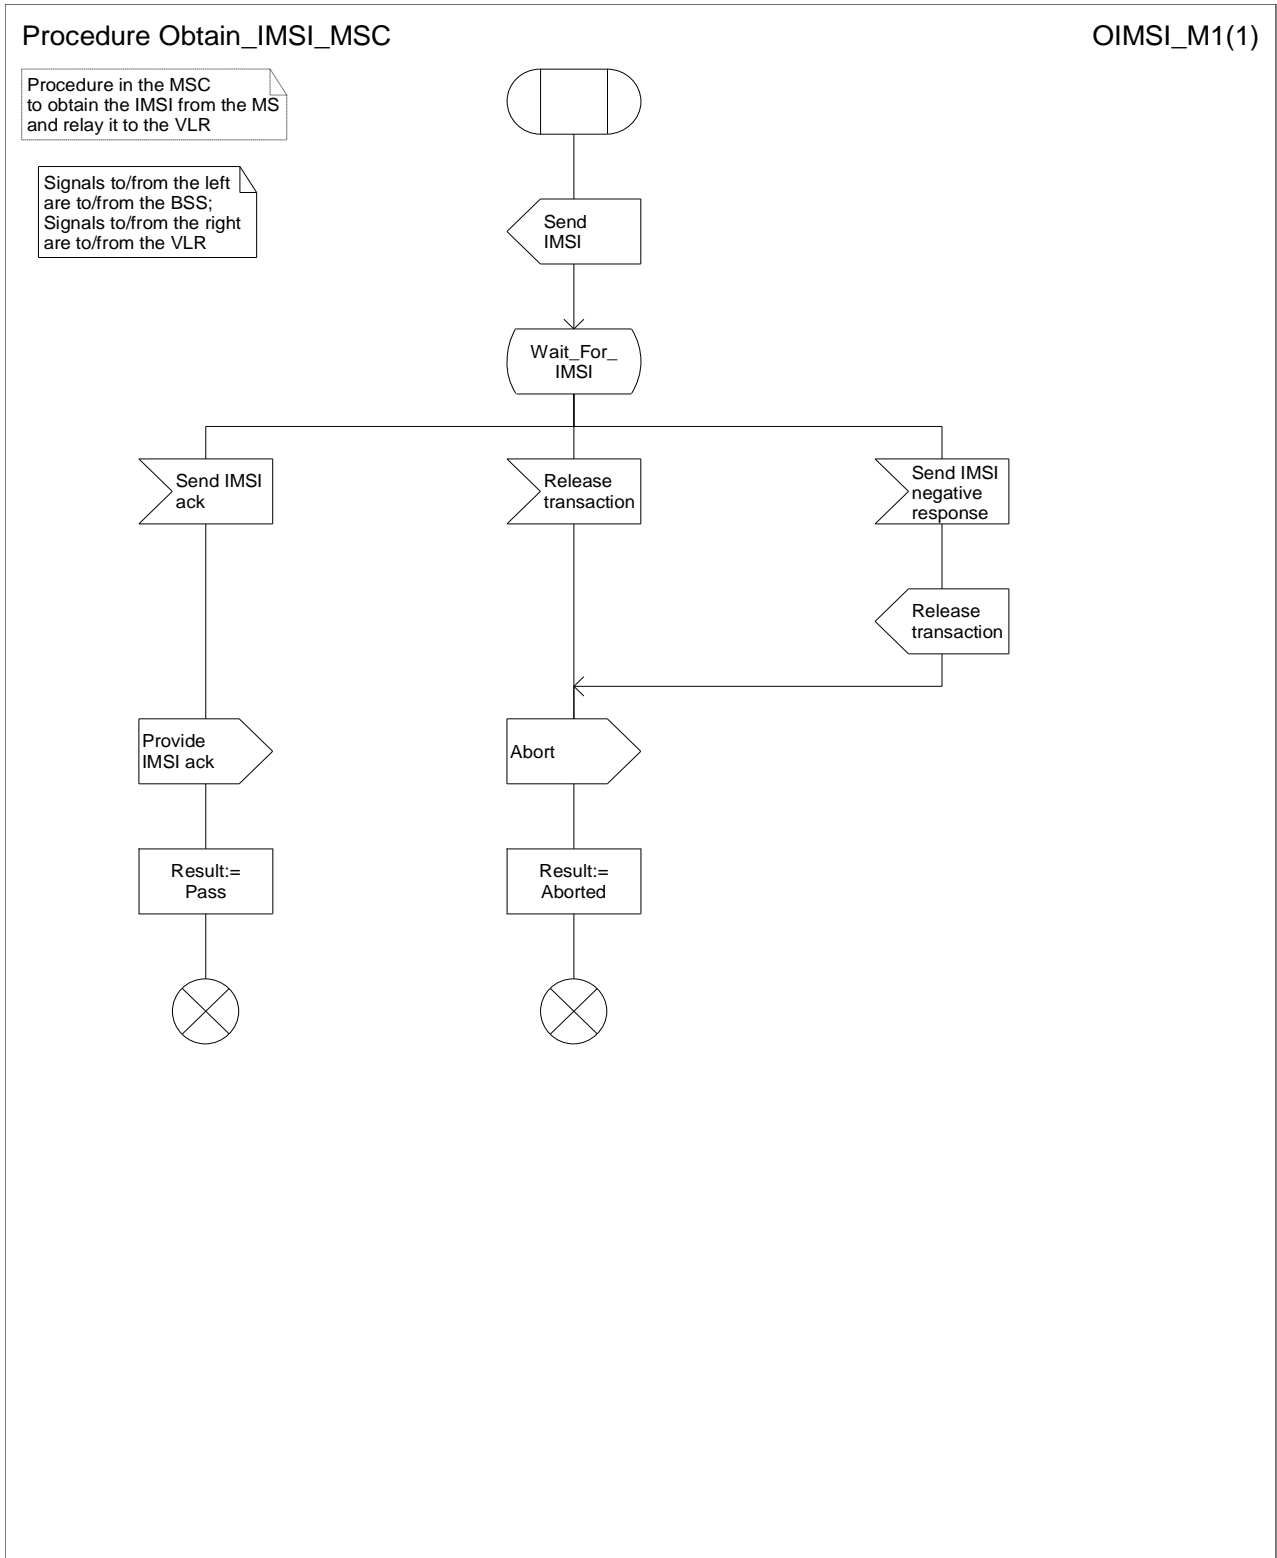 Procedure Obtain_IMSI_MSC
OIMSI_M1(1)
Procedure in the MSC
to obtain the IMSI from the MS
and relay it to the VLR
Signals to/from the left
are to/from the BSS;
Signals to/from the right
are to/from the VLR
Send
IMSI
Wait_For_
IMSI
Send IMSI
ack
Release
transaction
Send IMSI
negative
response
Release
transaction
Provide
IMSI ack
Abort
Result:=
Pass
Result:=
Aborted